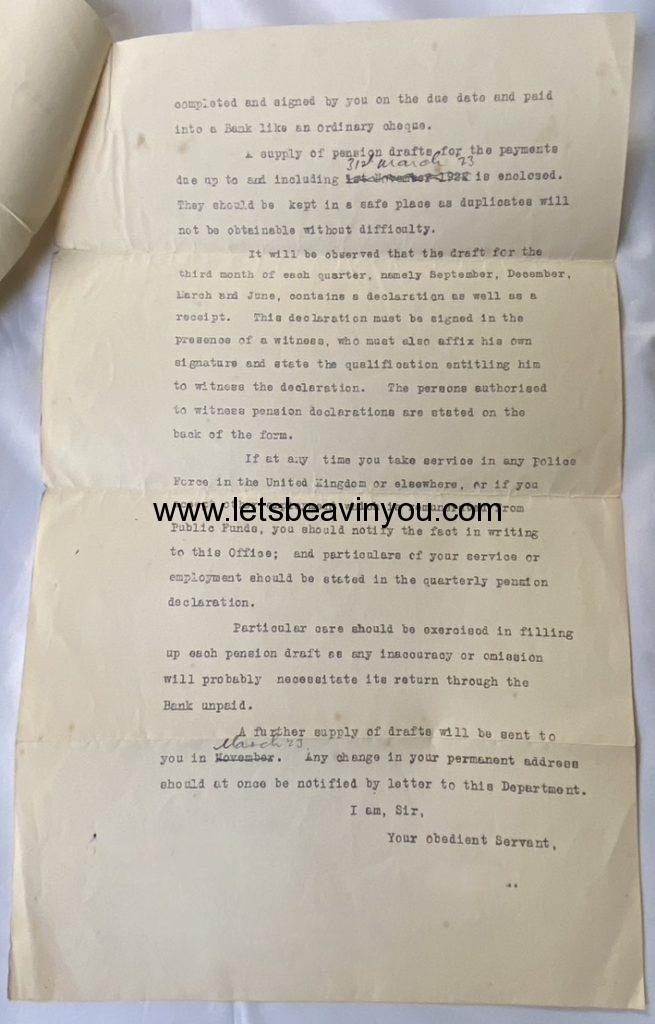 completed and signed by you on the due date and paid
into a Bank like an ordinary cheque.
A supply of pension drafts for the payments
31st March 23
due up to and including 1st November 1922 is enclosed.
They should be kept in a safe place as duplicates will
not be obtainable without difficulty.
It will be observed that the draft for the
third month of each quarter, namely September, December,
March and June, contains a declaration as well as a
receipt. This declaration must be signed in the
presence of a witness, who must also affix his own
signature and state the qualification entitling him
to witness the declaration. The persons authorised
to witness pension declarations are stated on the
back of the form.
If at any time you take service in any Police
Force in the United Kingdom or elsewhere, or if you
www.letsbeavinyou.com
from
Public Funds, you should notify the fact in writing
to this Office; and particulars of your service or
employment should be stated in the quarterly pension
declaration.
Particular care should be exercised in filling
up each pension draft as any inaccuracy or omission
will probably necessitate its return through the
Bank unpaid.
A further supply of drafts will be sent to
March 23
you in November. Any change in your permanent address
should at once be notified by letter to this Department.
I am, Sir,
Your obedient Servant,